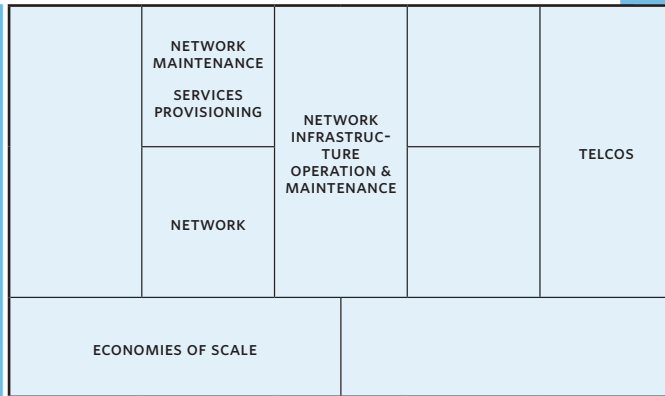 NETWORK
MAINTENANCE
SERVICES
PROVISIONING
NETWORK
NETWORK
INFRASTRUC-
TURE
OPERATION &
MAINTENANCE
TELCOS
ECONOMIES OF SCALE